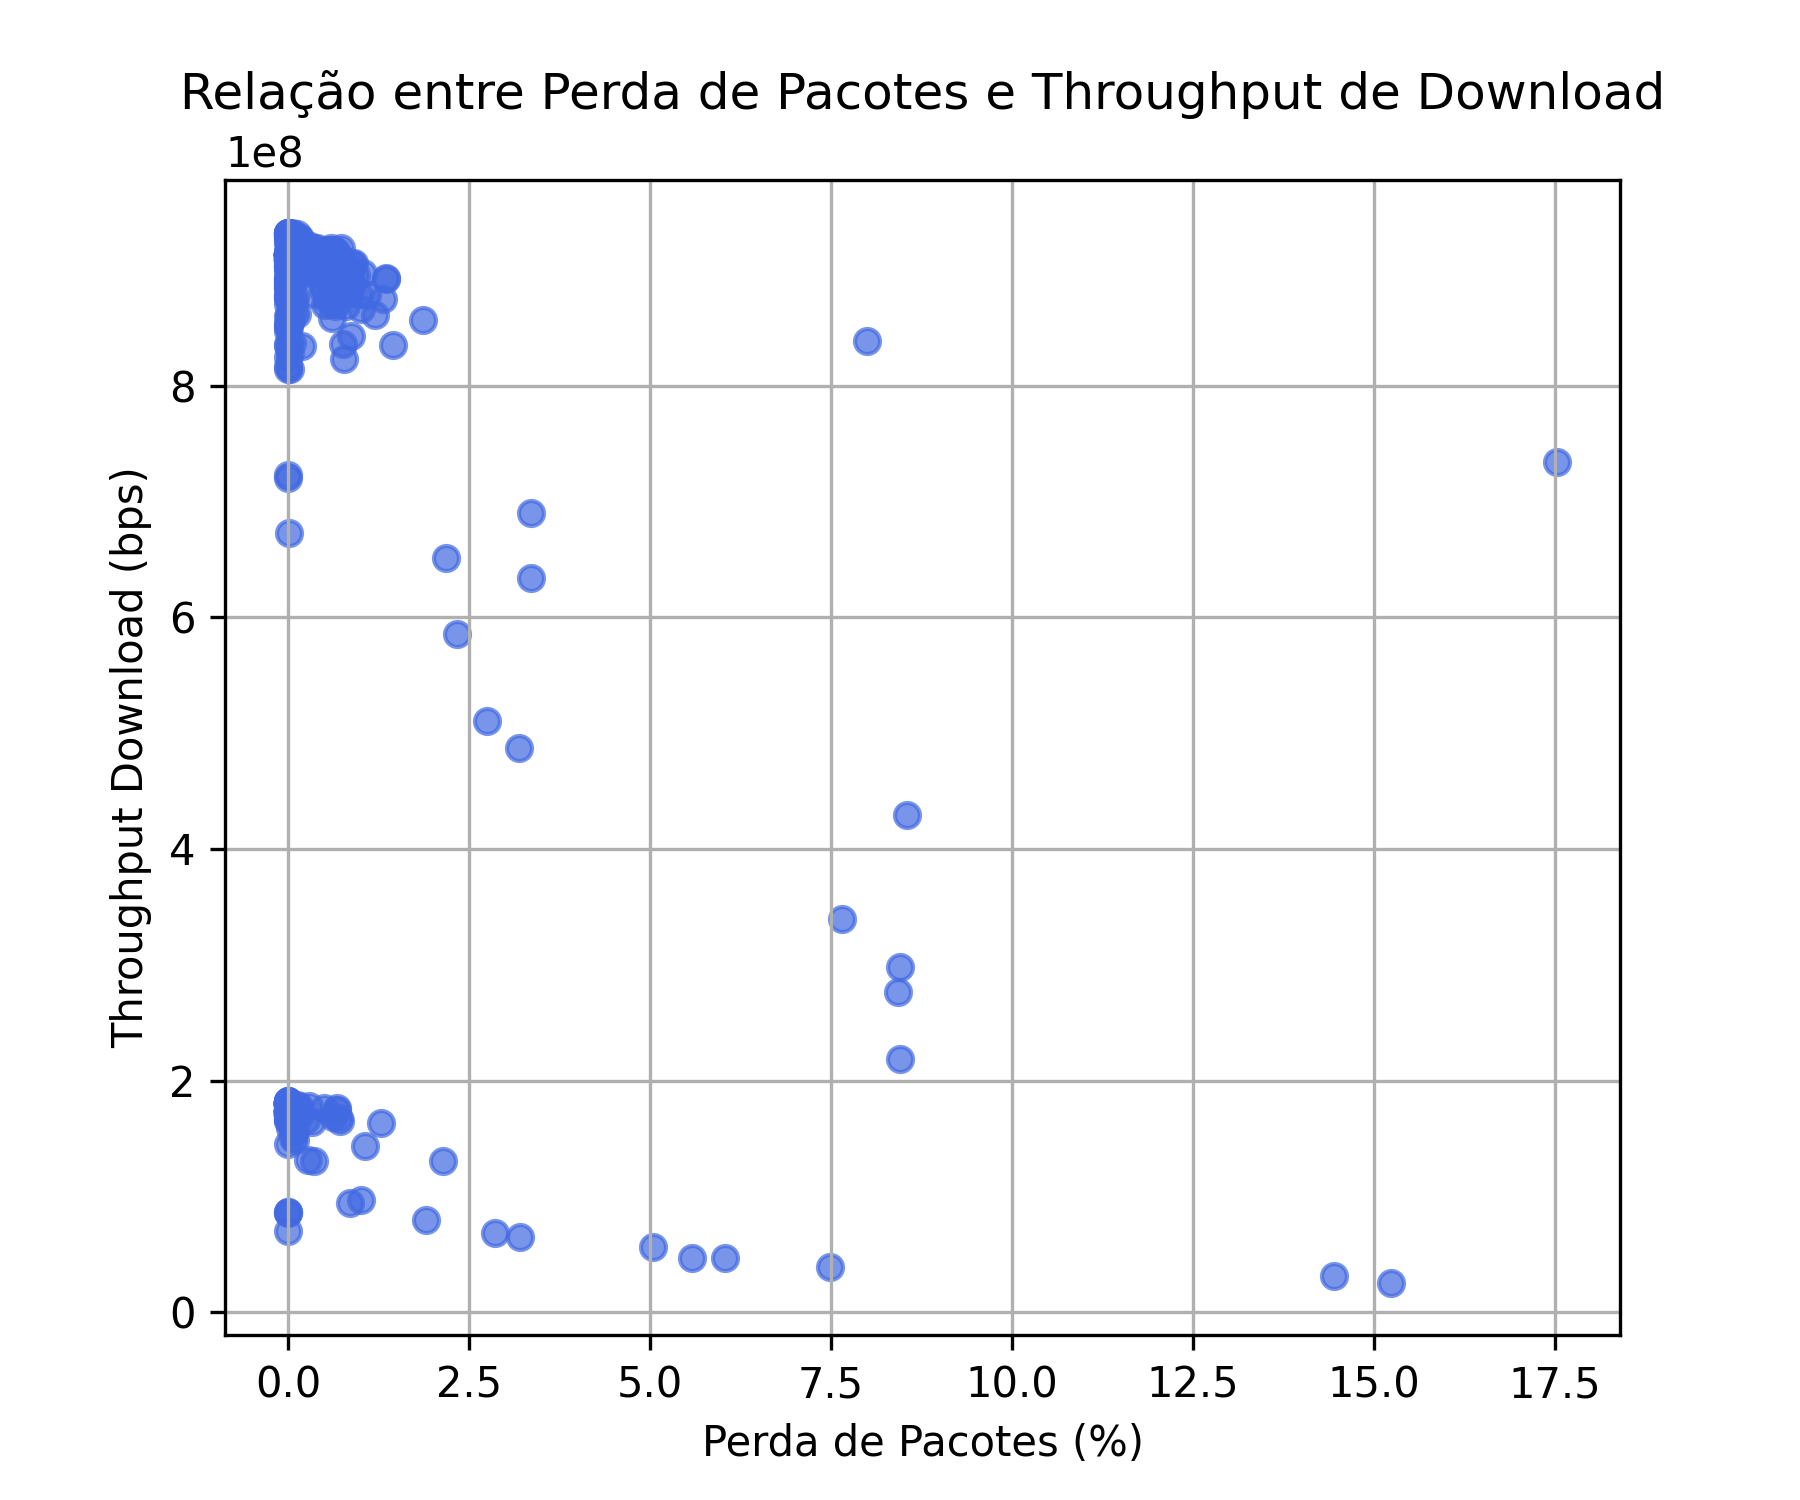 Relação entre Perda de Pacotes e Throughput de Download
1e8
8
6
4
2
0
Throughput Download (bps)
0.0 2.5 5.0 7.5 10.0 12.5 15.0 17.5
Perda de Pacotes (%)